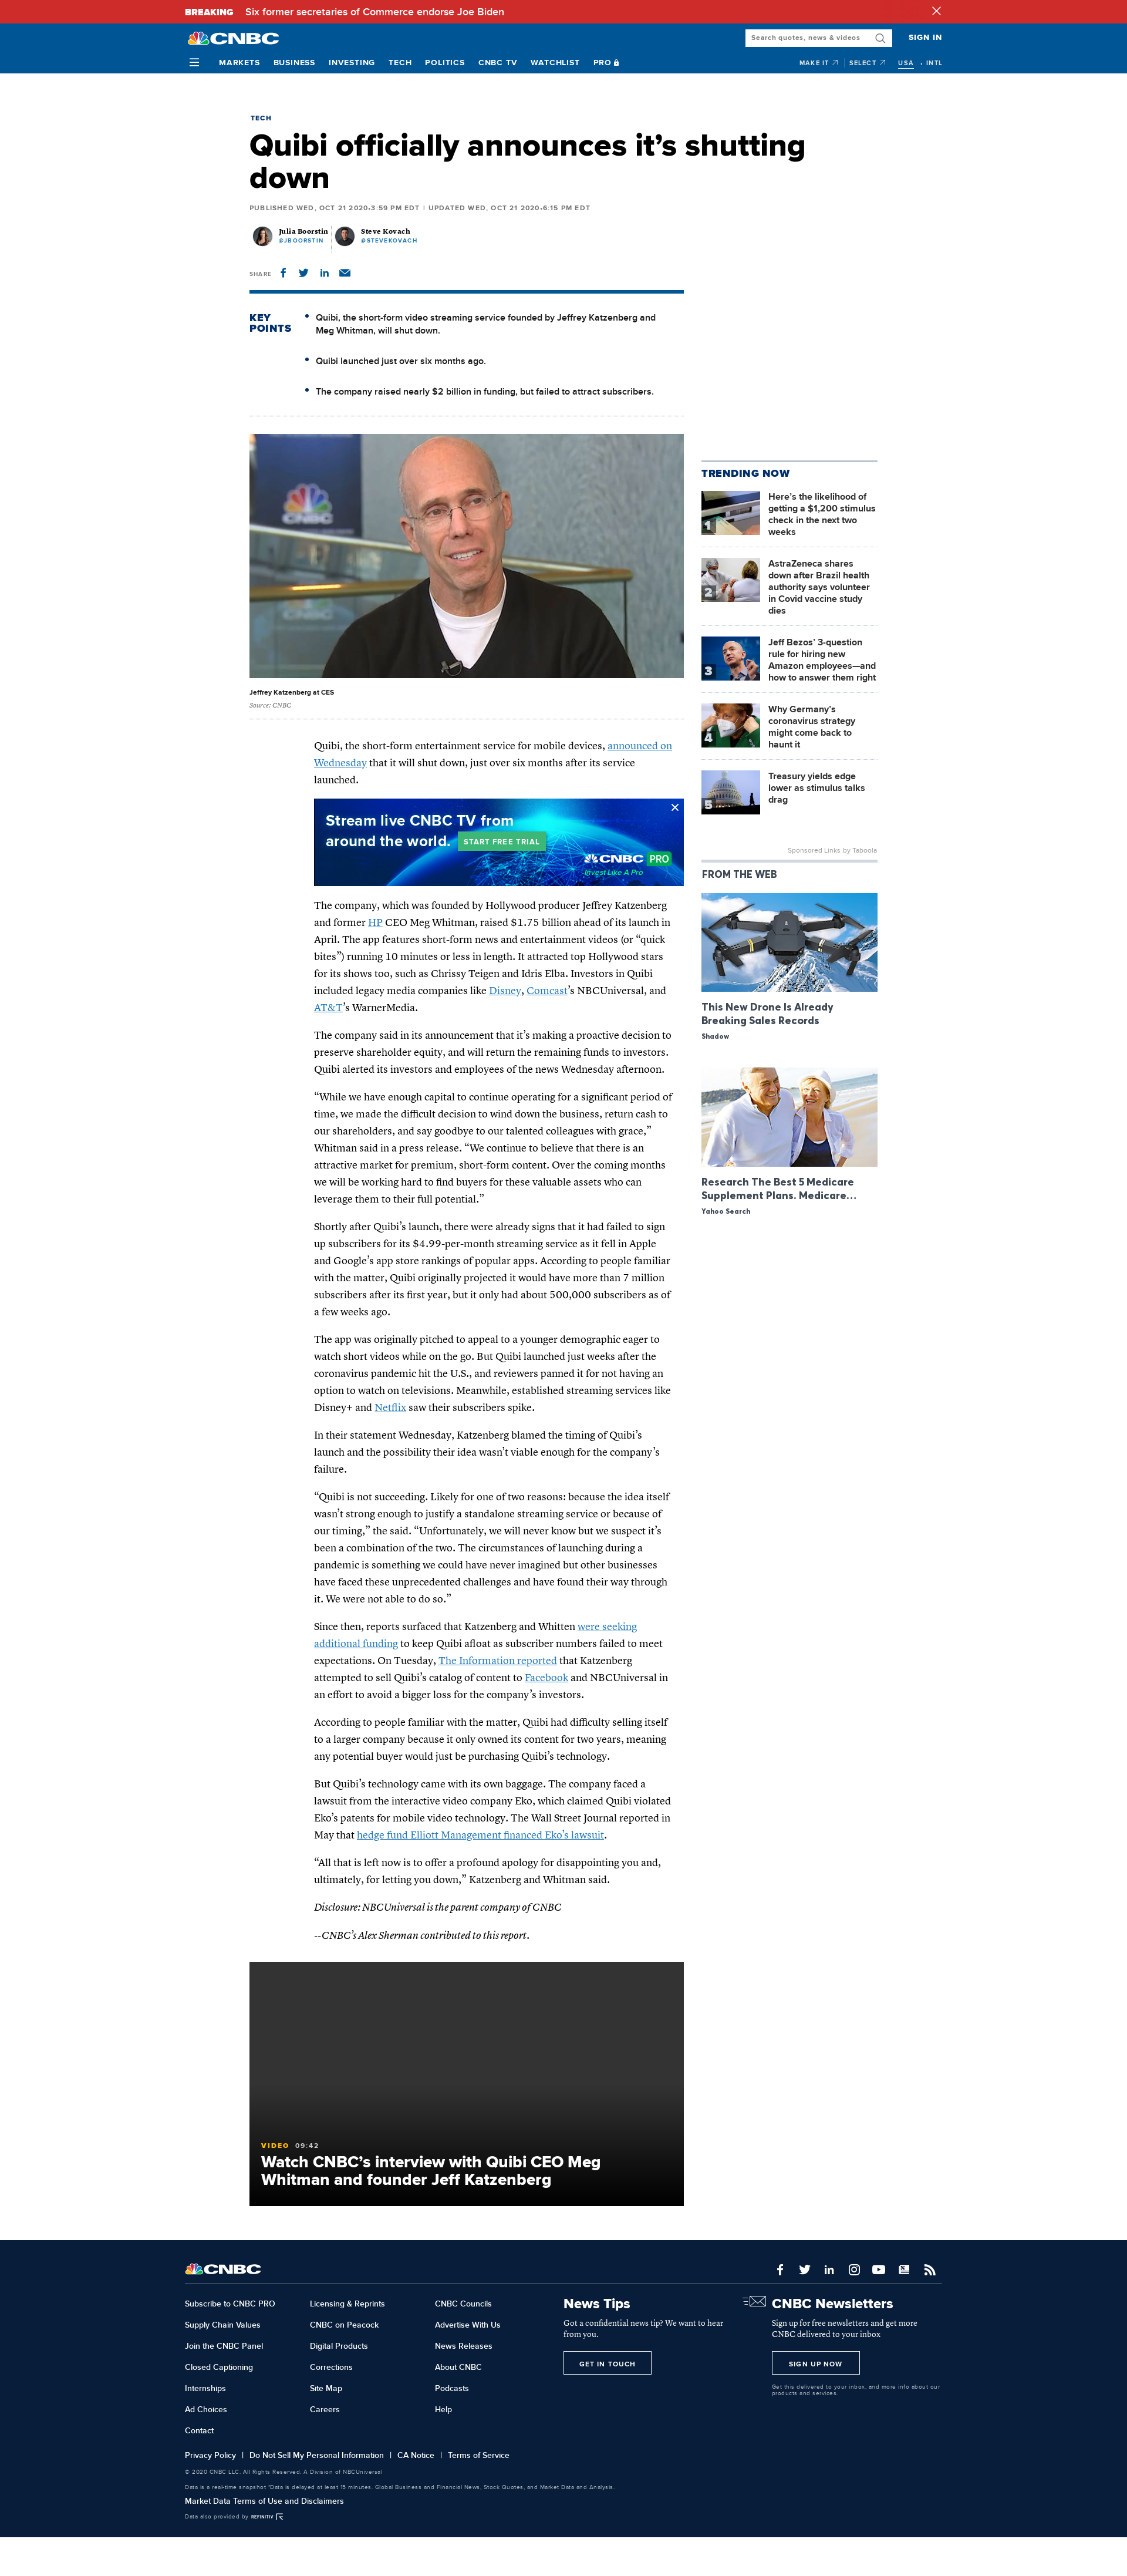 BREAKING Six former secretaries of Commerce endorse Joe Biden
CNBC
Search quotes, news & videos
SIGN IN
MARKETS BUSINESS INVESTING TECH POLITICS CNBC TV WATCHLIST PRO
MAKE IT SELECT USA • INTL
TECH
Quibi officially announces it’s shutting
down
PUBLISHED WED, OCT 21 2020•3:59 PM EDT | UPDATED WED, OCT 21 2020•6:15 PM EDT
Julia Boorstin
@JBOORSTIN
Steve Kovach
@STEVEKOVACH
SHARE
KEY
POINTS
Quibi, the short-form video streaming service founded by Jeffrey Katzenberg and
Meg Whitman, will shut down.
Quibi launched just over six months ago.
The company raised nearly $2 billion in funding, but failed to attract subscribers.
CNBC
Jeffrey Katzenberg at CES
Source: CNBC
Quibi, the short-form entertainment service for mobile devices, announced on
Wednesday that it will shut down, just over six months after its service
launched.
Stream live CNBC TV from
around the world. START FREE TRIAL
CNBC PRO
Invest Like A Pro
The company, which was founded by Hollywood producer Jeffrey Katzenberg
and former HP CEO Meg Whitman, raised $1.75 billion ahead of its launch in
April. The app features short-form news and entertainment videos (or “quick
bites”) running 10 minutes or less in length. It attracted top Hollywood stars
for its shows too, such as Chrissy Teigen and Idris Elba. Investors in Quibi
included legacy media companies like Disney, Comcast’s NBCUniversal, and
AT&T’s WarnerMedia.
The company said in its announcement that it’s making a proactive decision to
preserve shareholder equity, and will return the remaining funds to investors.
Quibi alerted its investors and employees of the news Wednesday afternoon.
“While we have enough capital to continue operating for a significant period of
time, we made the difficult decision to wind down the business, return cash to
our shareholders, and say goodbye to our talented colleagues with grace,”
Whitman said in a press release. “We continue to believe that there is an
attractive market for premium, short-form content. Over the coming months
we will be working hard to find buyers for these valuable assets who can
leverage them to their full potential.”
Shortly after Quibi’s launch, there were already signs that it had failed to sign
up subscribers for its $4.99-per-month streaming service as it fell in Apple
and Google’s app store rankings of popular apps. According to people familiar
with the matter, Quibi originally projected it would have more than 7 million
subscribers after its first year, but it only had about 500,000 subscribers as of
a few weeks ago.
The app was originally pitched to appeal to a younger demographic eager to
watch short videos while on the go. But Quibi launched just weeks after the
coronavirus pandemic hit the U.S., and reviewers panned it for not having an
option to watch on televisions. Meanwhile, established streaming services like
Disney+ and Netflix saw their subscribers spike.
In their statement Wednesday, Katzenberg blamed the timing of Quibi’s
launch and the possibility their idea wasn’t viable enough for the company’s
failure.
“Quibi is not succeeding. Likely for one of two reasons: because the idea itself
wasn’t strong enough to justify a standalone streaming service or because of
our timing,” the said. “Unfortunately, we will never know but we suspect it’s
been a combination of the two. The circumstances of launching during a
pandemic is something we could have never imagined but other businesses
have faced these unprecedented challenges and have found their way through
it. We were not able to do so.”
Since then, reports surfaced that Katzenberg and Whitten were seeking
additional funding to keep Quibi afloat as subscriber numbers failed to meet
expectations. On Tuesday, The Information reported that Katzenberg
attempted to sell Quibi’s catalog of content to Facebook and NBCUniversal in
an effort to avoid a bigger loss for the company’s investors.
According to people familiar with the matter, Quibi had difficulty selling itself
to a larger company because it only owned its content for two years, meaning
any potential buyer would just be purchasing Quibi’s technology.
But Quibi’s technology came with its own baggage. The company faced a
lawsuit from the interactive video company Eko, which claimed Quibi violated
Eko’s patents for mobile video technology. The Wall Street Journal reported in
May that hedge fund Elliott Management financed Eko’s lawsuit.
“All that is left now is to offer a profound apology for disappointing you and,
ultimately, for letting you down,” Katzenberg and Whitman said.
Disclosure: NBCUniversal is the parent company of CNBC
--CNBC’s Alex Sherman contributed to this report.
VIDEO 09:42
Watch CNBC’s interview with Quibi CEO Meg
Whitman and founder Jeff Katzenberg
TRENDING NOW
1
Here’s the likelihood of
getting a $1,200 stimulus
check in the next two
weeks
2
AstraZeneca shares
down after Brazil health
authority says volunteer
in Covid vaccine study
dies
3
Jeff Bezos’ 3-question
rule for hiring new
Amazon employees—and
how to answer them right
4
Why Germany’s
coronavirus strategy
might come back to
haunt it
5
Treasury yields edge
lower as stimulus talks
drag
Sponsored Links by Taboola
FROM THE WEB
This New Drone Is Already
Breaking Sales Records
Shadow
Research The Best 5 Medicare
Supplement Plans. Medicare…
Yahoo Search
CNBC
Subscribe to CNBC PRO
Supply Chain Values
Join the CNBC Panel
Closed Captioning
Internships
Ad Choices
Contact
Licensing & Reprints
CNBC on Peacock
Digital Products
Corrections
Site Map
Careers
CNBC Councils
Advertise With Us
News Releases
About CNBC
Podcasts
Help
News Tips
Got a confidential news tip? We want to hear
from you.
GET IN TOUCH
CNBC Newsletters
Sign up for free newsletters and get more
CNBC delivered to your inbox
SIGN UP NOW
Get this delivered to your inbox, and more info about our
products and services.
Privacy Policy | Do Not Sell My Personal Information | CA Notice | Terms of Service
© 2020 CNBC LLC. All Rights Reserved. A Division of NBCUniversal
Data is a real-time snapshot *Data is delayed at least 15 minutes. Global Business and Financial News, Stock Quotes, and Market Data and Analysis.
Market Data Terms of Use and Disclaimers
Data also provided by REFINITIV